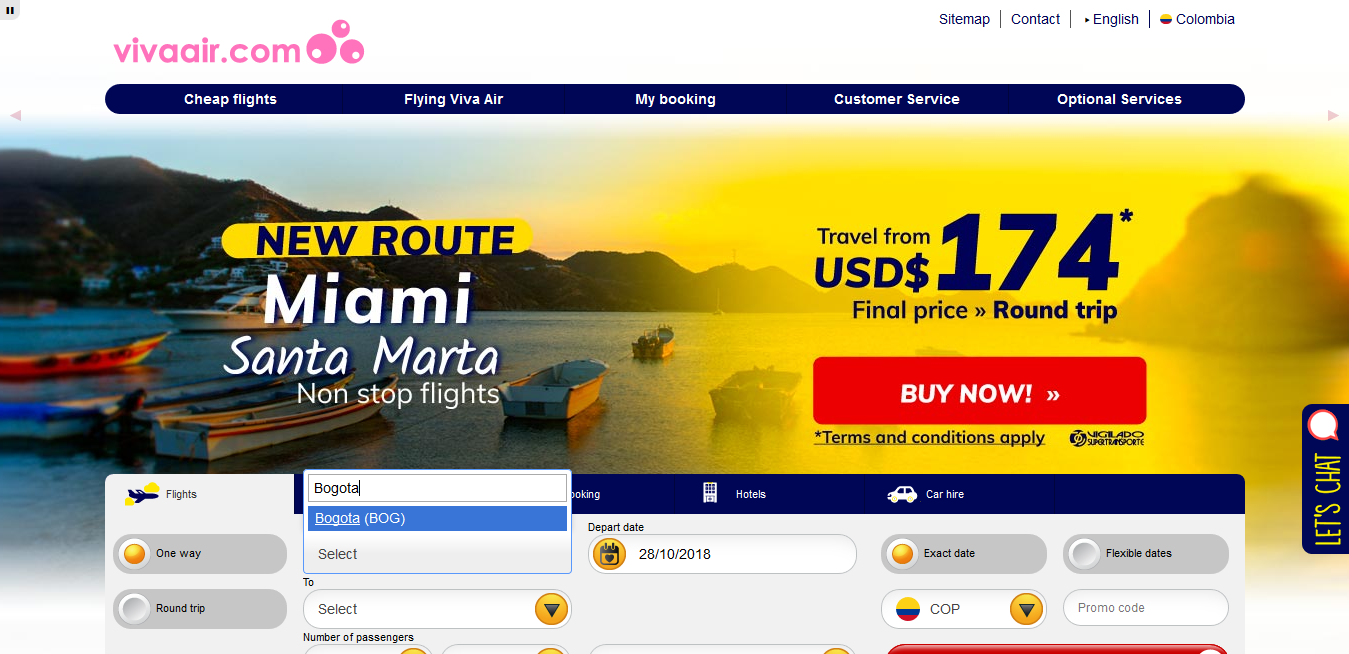 Sitemap
Contact
English
Colombia
vivaair.com
Cheap flights
Flying Viva Air
My booking
Customer Service
Optional Services
NEW ROUTE
Miami
Santa Marta
Non stop flights
Travel from
USD$ 174*
Final price » Round trip
BUY NOW! »
*Terms and conditions apply
VIGILADO
SUPERTRANSPORTE
LET'S CHAT
Flights
ooking
Hotels
Car hire
Bogota
Bogota (BOG)
Select
Depart date
28/10/2018
One way
Exact date
Flexible dates
To
Round trip
Select
COP
Promo code
Number of passengers